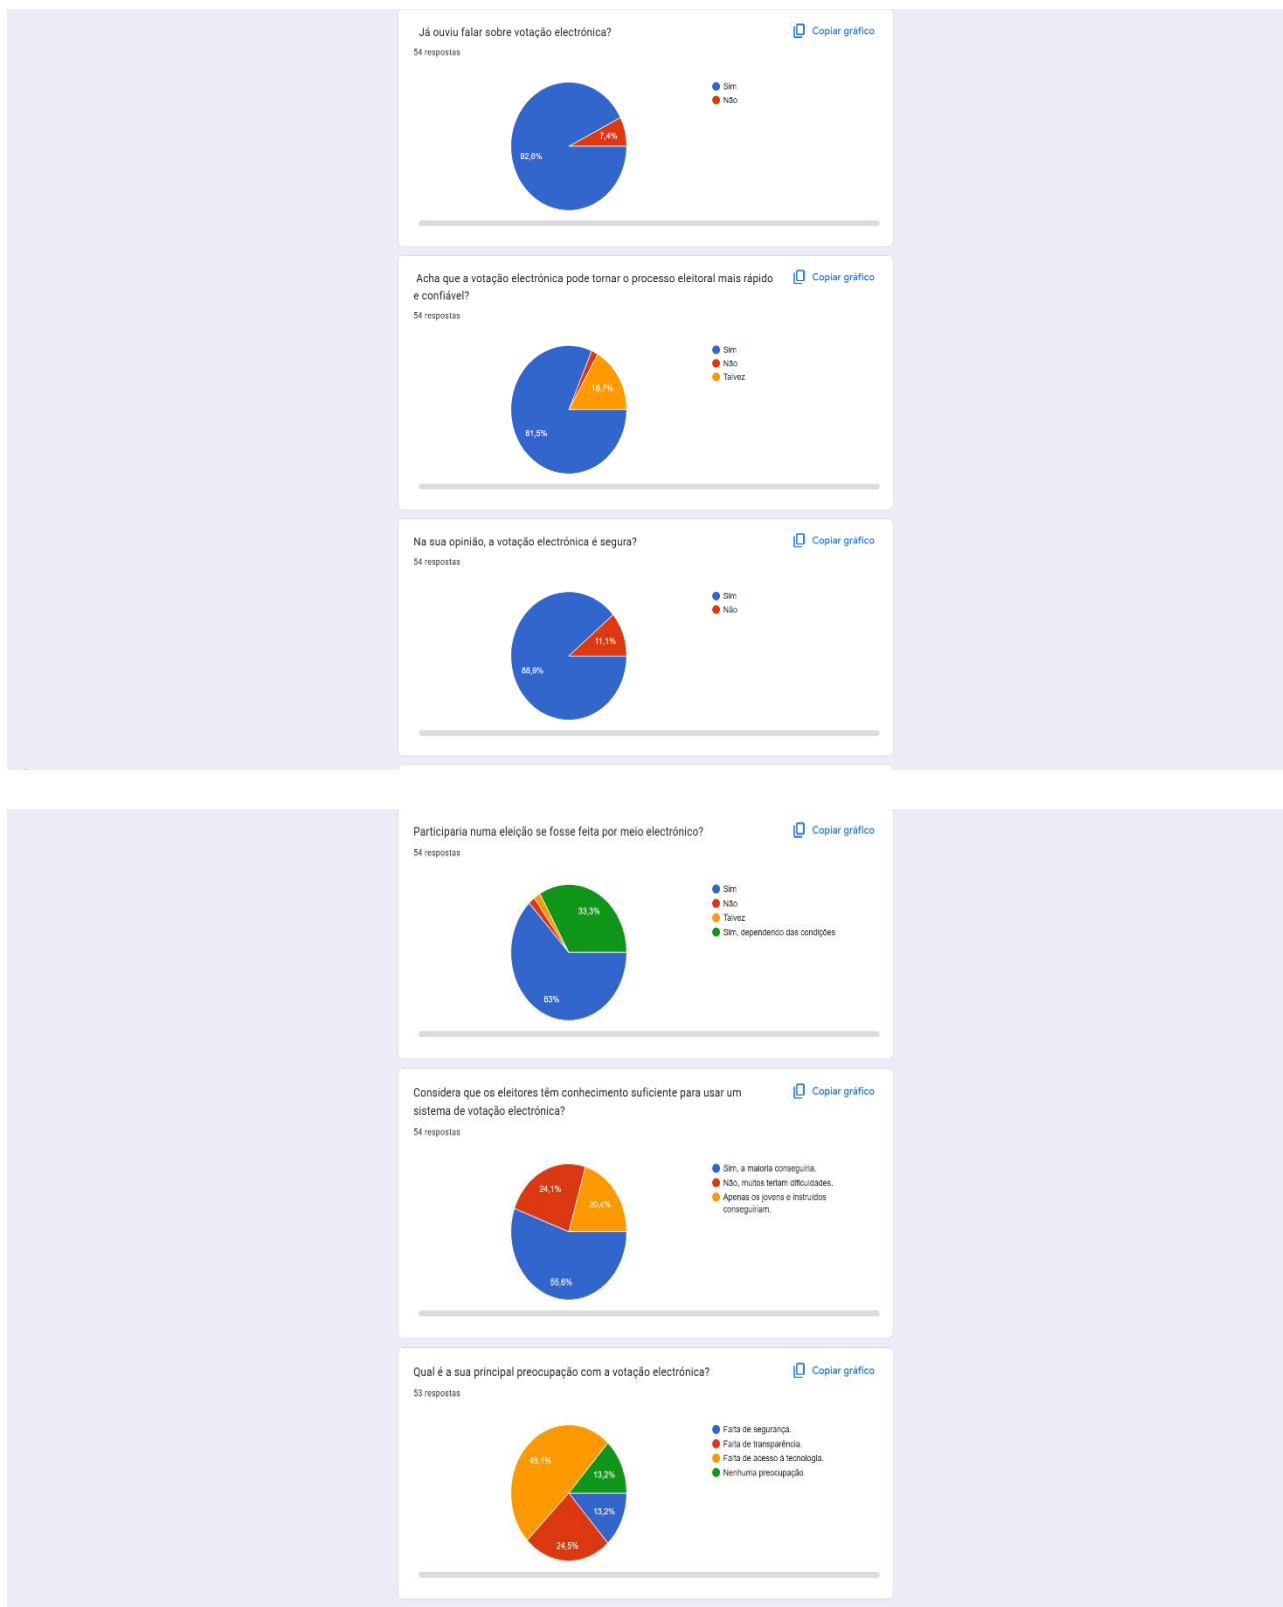 Já ouviu falar sobre votação electrónica?
Copiar gráfico
54 respostas
Sim
Não
7,4%
92,6%
Acha que a votação electrónica pode tornar o processo eleitoral mais rápido
e confiável?
Copiar gráfico
54 respostas
Sim
Não
Talvez
16,7%
81,5%
Na sua opinião, a votação electrónica é segura?
Copiar gráfico
54 respostas
Sim
Não
11,1%
88,9%
Participaria numa eleição se fosse feita por meio electrónico?
Copiar gráfico
54 respostas
Sim
Não
Talvez
Sim, dependendo das condições
33,3%
63%
Considera que os eleitores têm conhecimento suficiente para usar um
sistema de votação electrónica?
Copiar gráfico
54 respostas
Sim, a maioria conseguiria.
Não, muitos teriam dificuldades.
Apenas os jovens e instruídos
conseguiriam.
24,1%
20,4%
55,6%
Qual é a sua principal preocupação com a votação electrónica?
Copiar gráfico
53 respostas
Falta de segurança.
Falta de transparência.
Falta de acesso à tecnologia.
Nenhuma preocupação
49,1%
13,2%
13,2%
24,5%